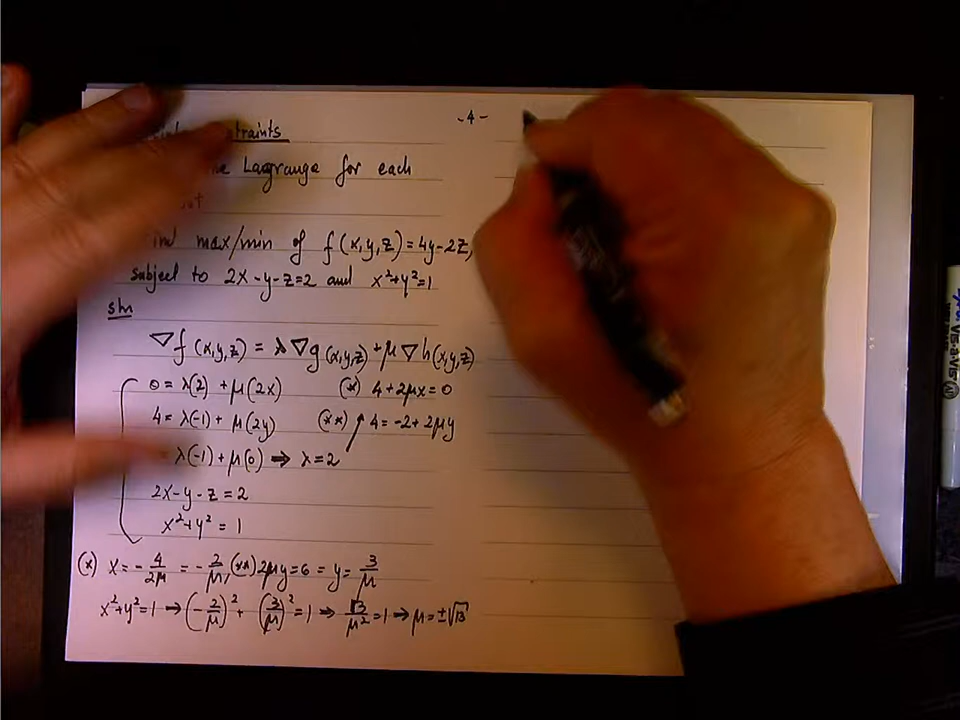 -4-
Lagrange for each
max/min of f(x,y,z)=4y-2z,
subject to 2x-y-z=2 and x²+y²=1
sln
∇f(x,y,z) = λ∇g(x,y,z) + μ∇h(x,y,z)
0 = λ(2) + μ(2x) (*) 4+2μx=0
4 = λ(-1) + μ(2y) (**) 4=-2+2μy
λ(-1) + μ(0) ⇒ λ=2
2x-y-z = 2
x²+y² = 1
(*) x = -4/2μ = -2/μ, (**) 2μy=6 = y = 3/μ
x²+y²=1 ⇒ (-2/μ)² + (3/μ)² = 1 ⇒ 13/μ² = 1 ⇒ μ = ±√13
VIS-à-VIS